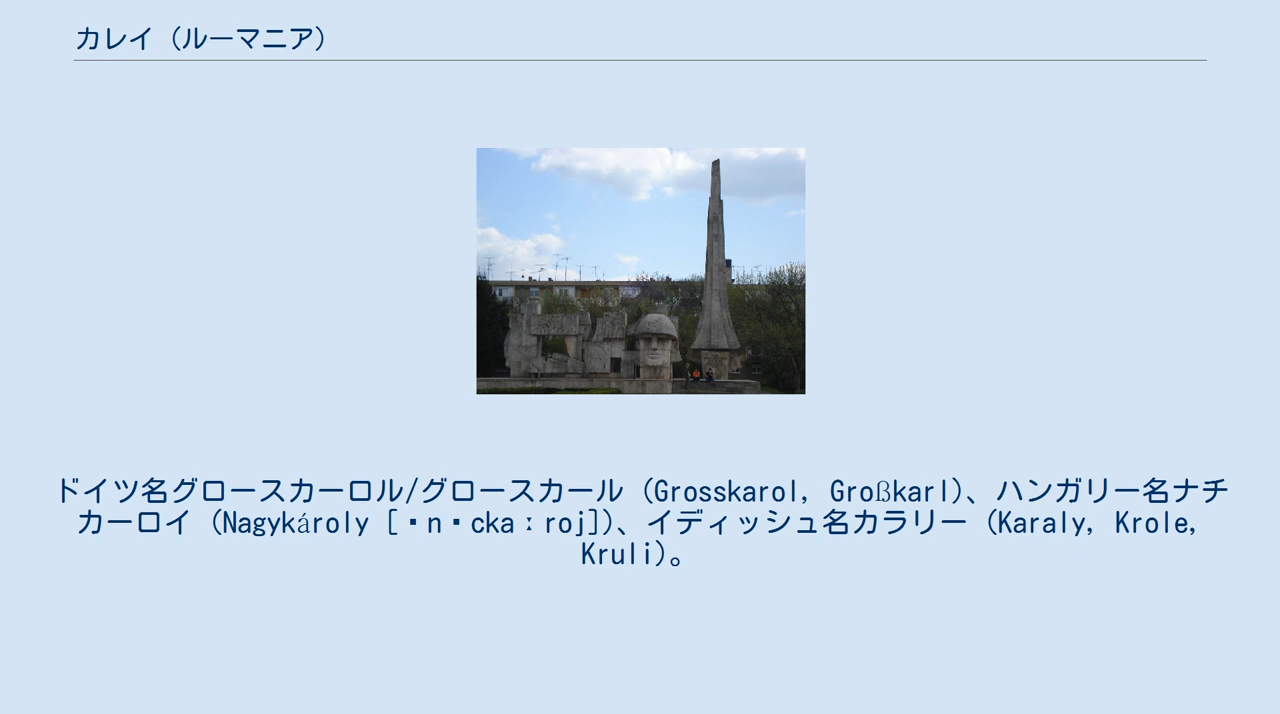 カレイ（ルーマニア）
ドイツ名グロースカーロル/グロースカール（Grosskarol, Großkarl）、ハンガリー名ナチ
カーロイ（Nagykároly [▪n▪ckaːroj]）、イディッシュ名カラリー（Karaly, Krole,
Kruli）。